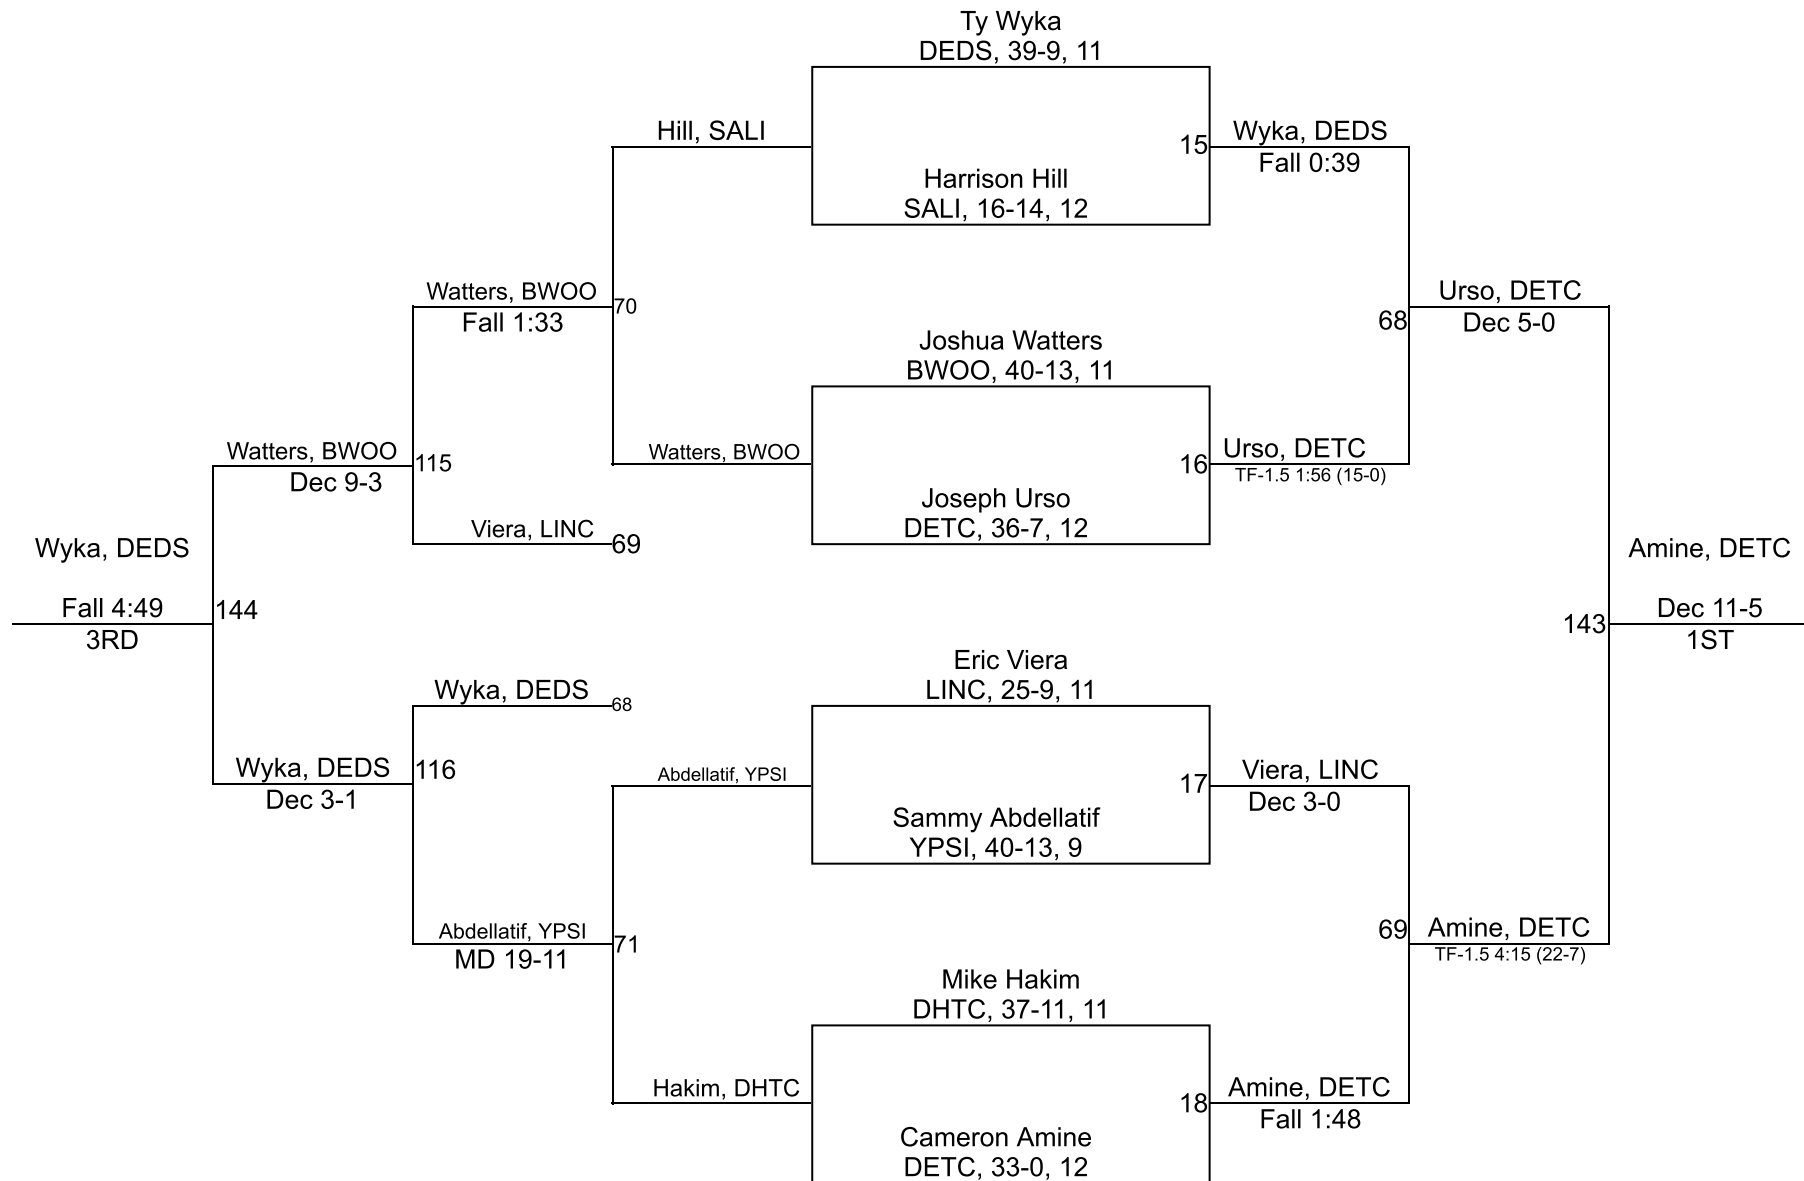 Ty Wyka
DEDS, 39-9, 11
Hill, SALI
15
Wyka, DEDS
Fall 0:39
Harrison Hill
SALI, 16-14, 12
Watters, BWOO
Fall 1:33
70
Urso, DETC
Dec 5-0
68
Joshua Watters
BWOO, 40-13, 11
Watters, BWOO
Dec 9-3
115
Watters, BWOO
16
Urso, DETC
TF-1.5 1:56 (15-0)
Joseph Urso
DETC, 36-7, 12
Viera, LINC
69
Wyka, DEDS
Fall 4:49
3RD
144
Amine, DETC
Dec 11-5
1ST
143
Eric Viera
LINC, 25-9, 11
Wyka, DEDS
68
Wyka, DEDS
Dec 3-1
116
Abdellatif, YPSI
17
Viera, LINC
Dec 3-0
Sammy Abdellatif
YPSI, 40-13, 9
Abdellatif, YPSI
MD 19-11
71
69
Amine, DETC
TF-1.5 4:15 (22-7)
Mike Hakim
DHTC, 37-11, 11
Hakim, DHTC
18
Amine, DETC
Fall 1:48
Cameron Amine
DETC, 33-0, 12